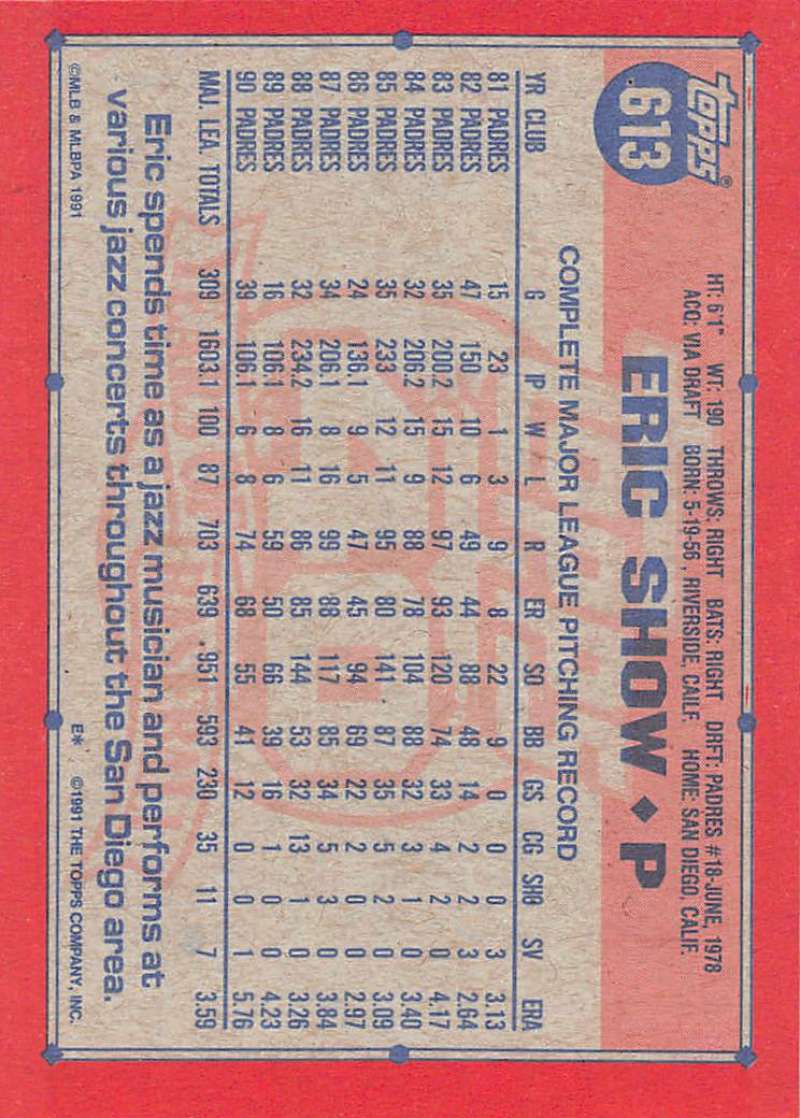 TOPPS®
613
HT: 6'1" WT: 190 THROWS: RIGHT BATS: RIGHT DRFT: PADRES #18-JUNE, 1978
ACQ: VIA DRAFT BORN: 5-19-56, RIVERSIDE, CAILF. HOME: SAN DIEGO, CALIF.
ERIC SHOW ♦ P
COMPLETE MAJOR LEAGUE PITCHING RECORD
YR CLUB G IP W L R ER SO BB GS CG SHO SV ERA
81 PADRES 15 23 1 3 9 8 22 9 0 0 0 3 3.13
82 PADRES 47 150 10 6 49 44 88 48 14 2 2 3 2.64
83 PADRES 35 200.2 15 12 97 93 120 74 33 4 2 0 4.17
84 PADRES 32 206.2 15 9 88 78 104 88 32 3 1 0 3.40
85 PADRES 35 233 12 11 95 80 141 87 35 5 2 0 3.09
86 PADRES 24 136.1 9 5 47 45 94 69 22 2 0 0 2.97
87 PADRES 34 206.1 8 16 99 88 117 85 34 5 3 0 3.84
88 PADRES 32 234.2 16 11 86 85 144 53 32 13 1 0 3.26
89 PADRES 16 106.1 8 6 59 50 66 39 16 1 0 0 4.23
90 PADRES 39 106.1 6 8 74 68 55 41 12 0 0 1 5.76
MAJ. LEA. TOTALS 309 1603.1 100 87 703 639 951 593 230 35 11 7 3.59
Eric spends time as a jazz musician and performs at
various jazz concerts throughout the San Diego area.
©MLB & MLBPA 1991 E* ©1991 THE TOPPS COMPANY, INC.